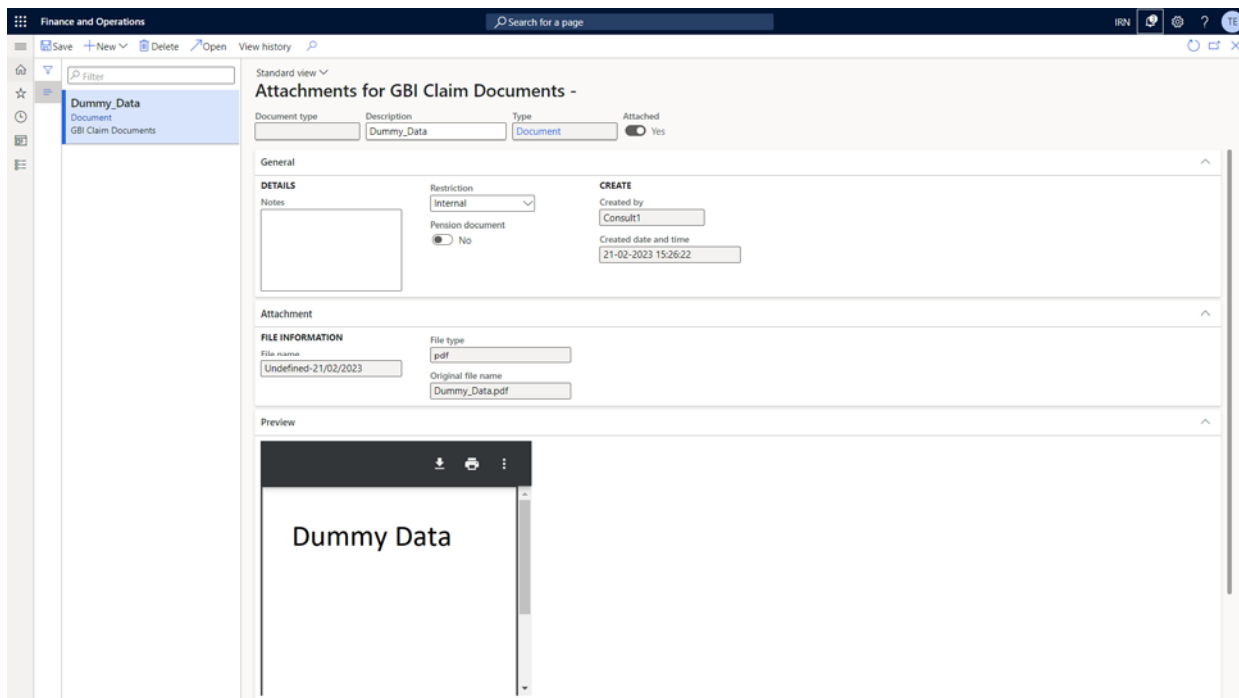 Finance and Operations
Search for a page
IRN
?
TE
Save
New
Delete
Open
View history
Filter
Dummy_Data
Document
GBI Claim Documents
Standard view
Attachments for GBI Claim Documents -
Document type
Description
Type
Attached
Dummy_Data
Document
Yes
General
DETAILS
Restriction
CREATE
Notes
Internal
Created by
Consult1
Pension document
No
Created date and time
21-02-2023 15:26:22
Attachment
FILE INFORMATION
File type
File name
pdf
Undefined-21/02/2023
Original file name
Dummy_Data.pdf
Preview
Dummy Data